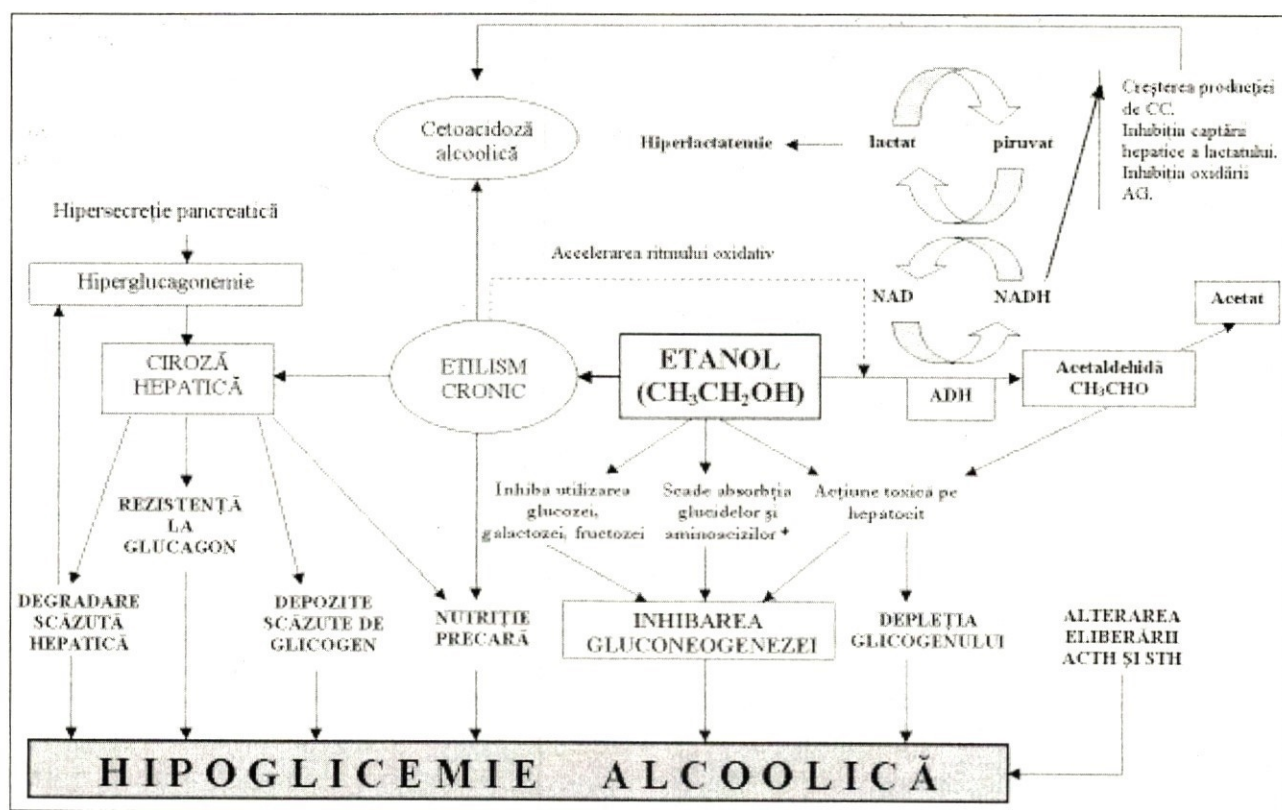 Cetoacidoză
alcoolică
Hiperlactatemie
lactat
piruvat
Creșterea producției
de CC.
Inhibiția captării
hepatice a lactatului.
Inhibiția oxidării
AG.
Hipersecreție pancreatică
Hiperglucagonemie
Accelerarea ritmului oxidativ
NAD
NADH
Acetat
CIROZĂ
HEPATICĂ
ETILISM
CRONIC
ETANOL
(CH₃CH₂OH)
ADH
Acetaldehidă
CH₃CHO
REZISTENȚĂ
LA
GLUCAGON
Inhiba utilizarea
glucozei,
galactozei, fructozei
Scade absorbția
glucidelor și
aminoacizilor +
Acțiune toxica pe
hepatocit
DEGRADARE
SCĂZUTĂ
HEPATICĂ
DEPOZITE
SCĂZUTE DE
GLICOGEN
NUTRIȚIE
PRECARĂ
INHIBAREA
GLUCONEOGENEZEI
DEPLEȚIA
GLICOGENULUI
ALTERAREA
ELIBERĂRII
ACTH ȘI STH
HIPOGLICEMIE ALCOOLICĂ